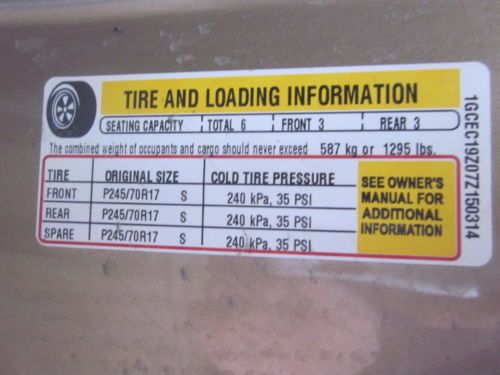 TIRE AND LOADING INFORMATION
SEATING CAPACITY TOTAL 6 FRONT 3 REAR 3
The combined weight of occupants and cargo should never exceed 587 kg or 1295 lbs.
TIRE ORIGINAL SIZE COLD TIRE PRESSURE
FRONT P245/70R17 S 240 kPa, 35 PSI
REAR P245/70R17 S 240 kPa, 35 PSI
SPARE P245/70R17 S 240 kPa, 35 PSI
SEE OWNER'S
MANUAL FOR
ADDITIONAL
INFORMATION
1GCEC19Z07Z150314